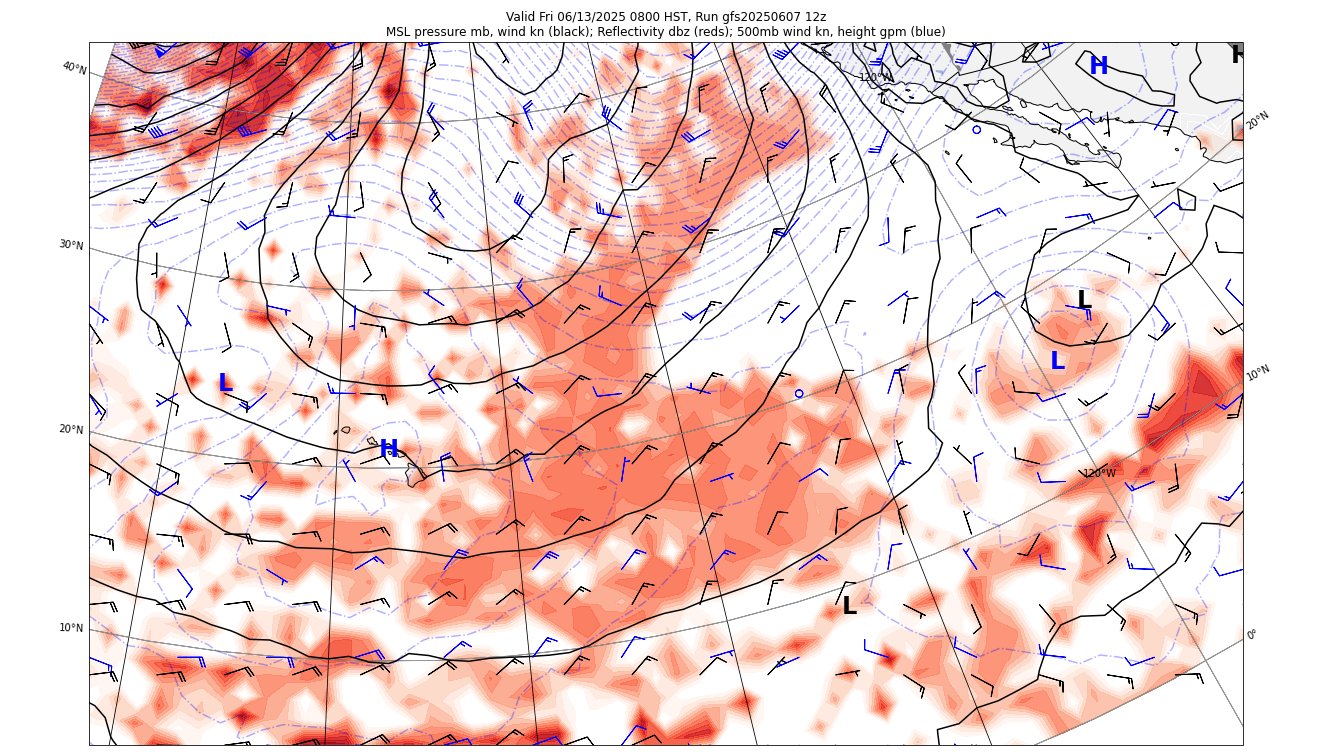 Valid Fri 06/13/2025 0800 HST, Run gfs20250607 12z
MSL pressure mb, wind kn (black); Reflectivity dbz (reds); 500mb wind kn, height gpm (blue)
H
H
120°W
40°N
20°N
30°N
L
L
10°N
L
20°N
H
120°W
L
10°N
0°